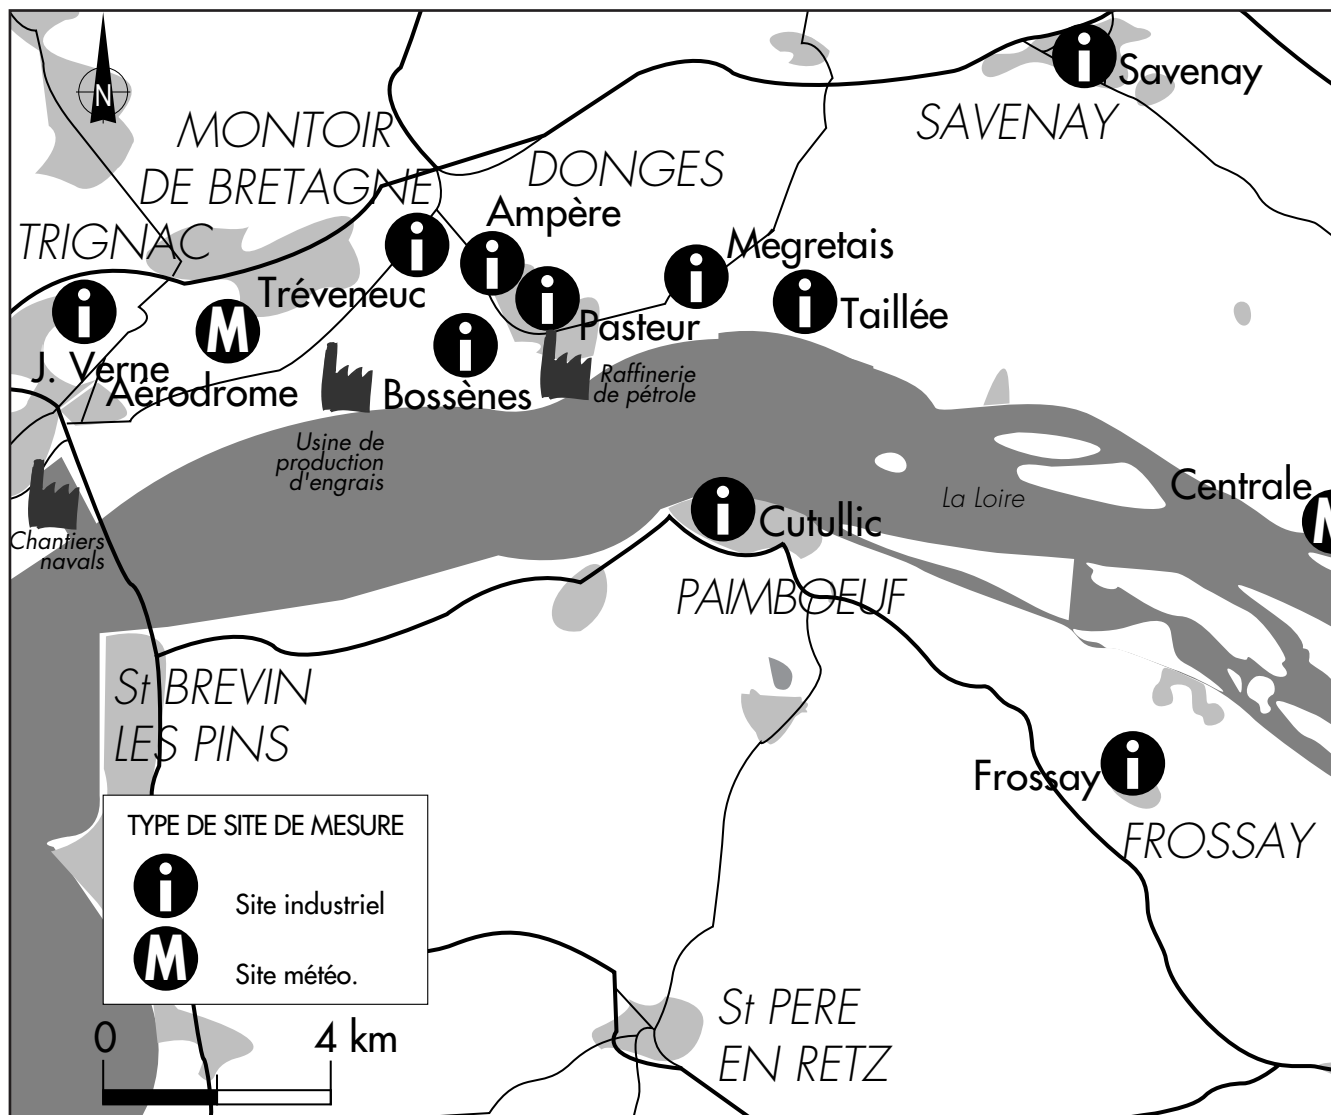 N
Savenay
SAVENAY
MONTOIR
DE BRETAGNE
DONGES
Ampère
TRIGNAC
Mégretais
Tréveneuc
Taillée
Pasteur
M
J. Verne
Aérodrome
Bossènes
Raffinerie
de pétrole
Usine de
production
d'engrais
La Loire
Centrale
M
Cutullic
Chantiers
navals
PAIMBOEUF
St BREVIN
LES PINS
Frossay
FROSSAY
TYPE DE SITE DE MESURE
i Site industriel
M Site météo.
St PERE
EN RETZ
0 4 km